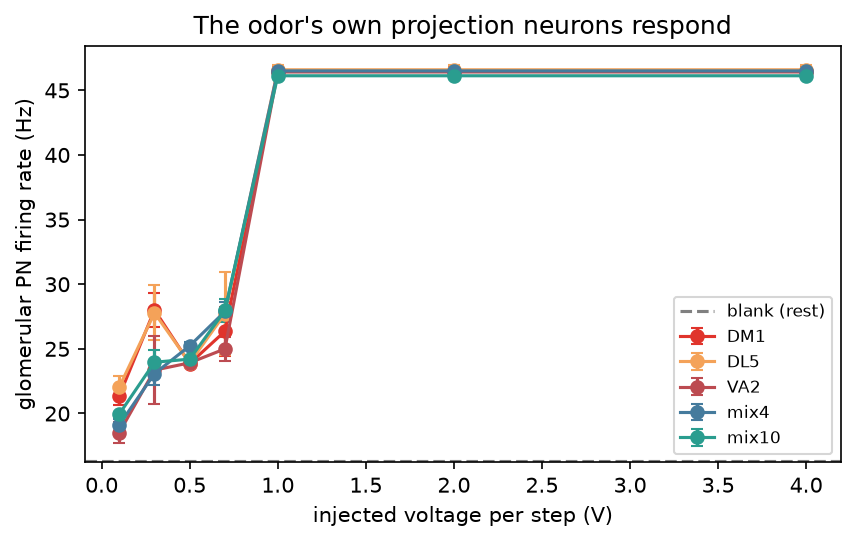 The odor's own projection neurons respond
glomerular PN firing rate (Hz)
45
40
35
30
25
20
blank (rest)
DM1
DL5
VA2
mix4
mix10
0.0 0.5 1.0 1.5 2.0 2.5 3.0 3.5 4.0
injected voltage per step (V)